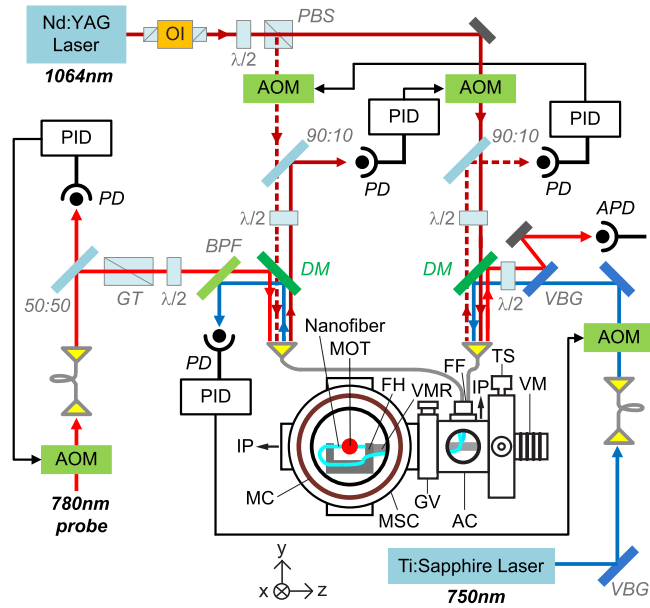 Nd:YAG
Laser
1064nm
OI
λ/2
PBS
AOM
AOM
PID
PID
PID
90:10
90:10
PD
PD
PD
λ/2
λ/2
APD
BPF
DM
DM
50:50
GT
λ/2
λ/2
VBG
Nanofiber
MOT
FH
VMR
FF
IP
TS
VM
AOM
PD
PID
IP
MC
MSC
GV
AC
AOM
780nm
probe
y
x
z
Ti:Sapphire Laser
750nm
VBG